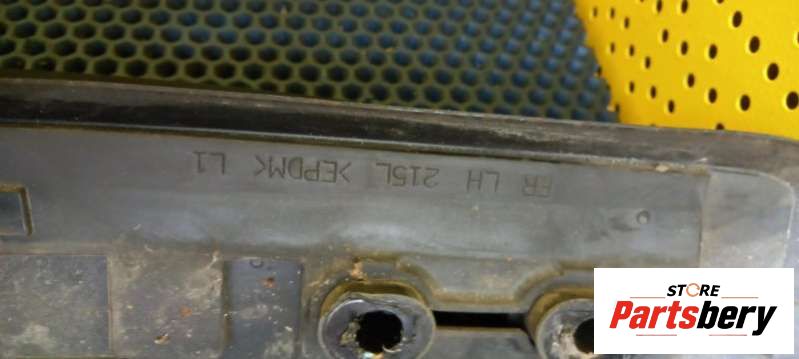 FR LH 215L >EPDM< L1
STORE
Partsbery